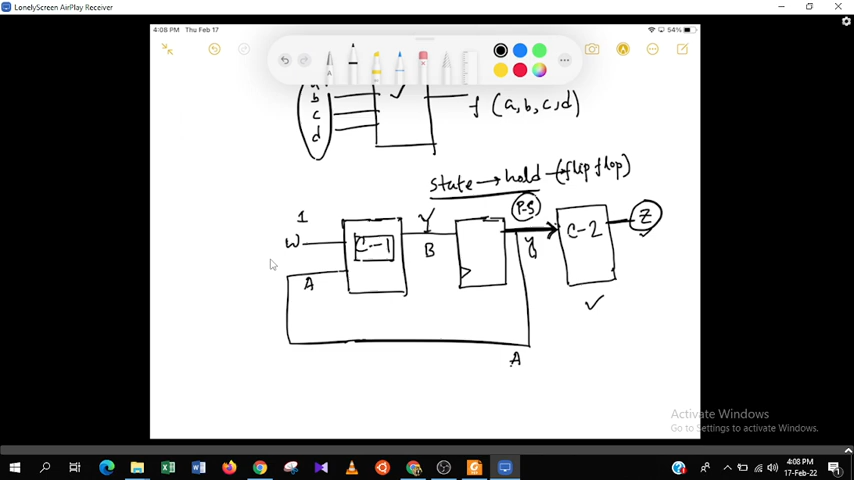 LonelyScreen AirPlay Receiver
4:08 PM Thu Feb 17
54%
b
c
d
f (a,b,c,d)
state → hold → (flip flop)
P-S
1
Y
Z
W
C-1
C-2
B
y
A
A
Activate Windows
Go to Settings to activate Windows.
4:08 PM
17-Feb-22